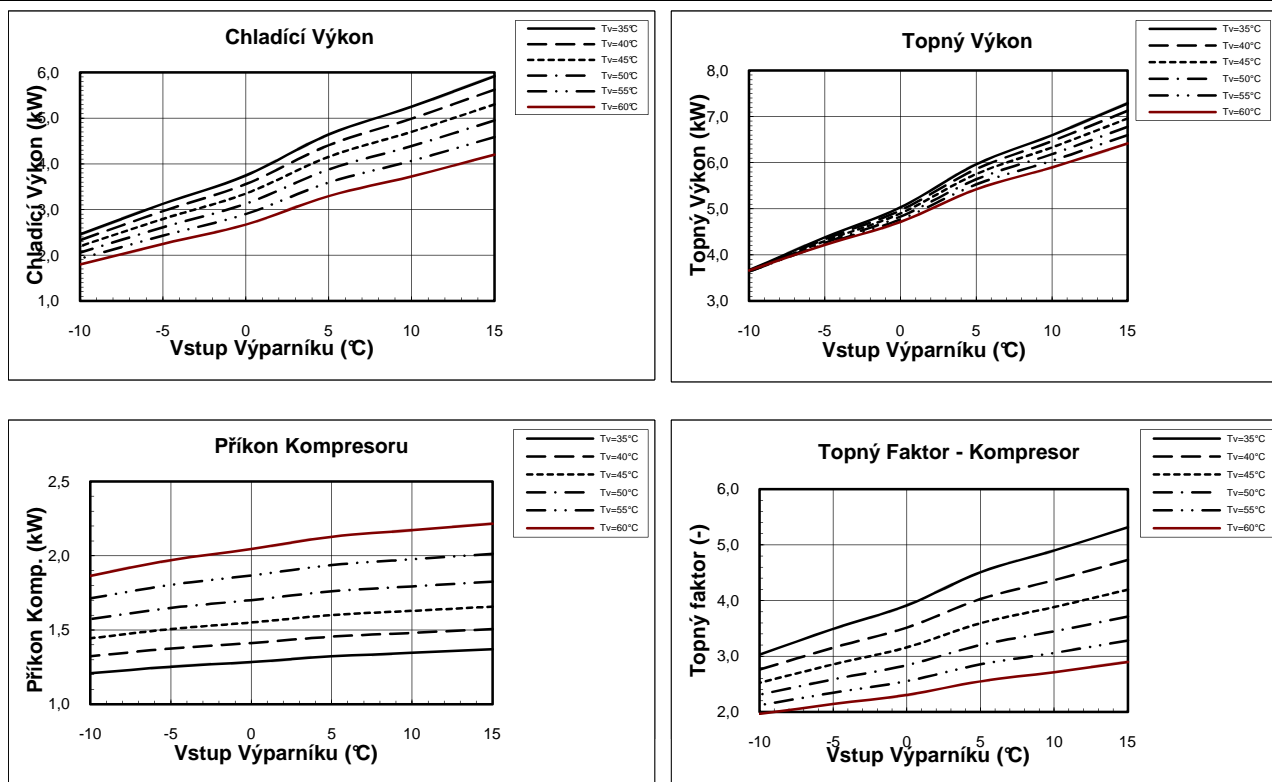 Chladící Výkon
Tv=35°C
Tv=40°C
Tv=45°C
Tv=50°C
Tv=55°C
Tv=60°C
Chladící Výkon (kW)
6,0
5,0
4,0
3,0
2,0
1,0
-10 -5 0 5 10 15
Vstup Výparníku (°C)
Topný Výkon
Tv=35°C
Tv=40°C
Tv=45°C
Tv=50°C
Tv=55°C
Tv=60°C
Topný Výkon (kW)
8,0
7,0
6,0
5,0
4,0
3,0
-10 -5 0 5 10 15
Vstup Výparníku (°C)
Příkon Kompresoru
Tv=35°C
Tv=40°C
Tv=45°C
Tv=50°C
Tv=55°C
Tv=60°C
Příkon Komp. (kW)
2,5
2,0
1,5
1,0
-10 -5 0 5 10 15
Vstup Výparníku (°C)
Topný Faktor - Kompresor
Tv=35°C
Tv=40°C
Tv=45°C
Tv=50°C
Tv=55°C
Tv=60°C
Topný faktor (-)
6,0
5,0
4,0
3,0
2,0
-10 -5 0 5 10 15
Vstup Výparníku (°C)